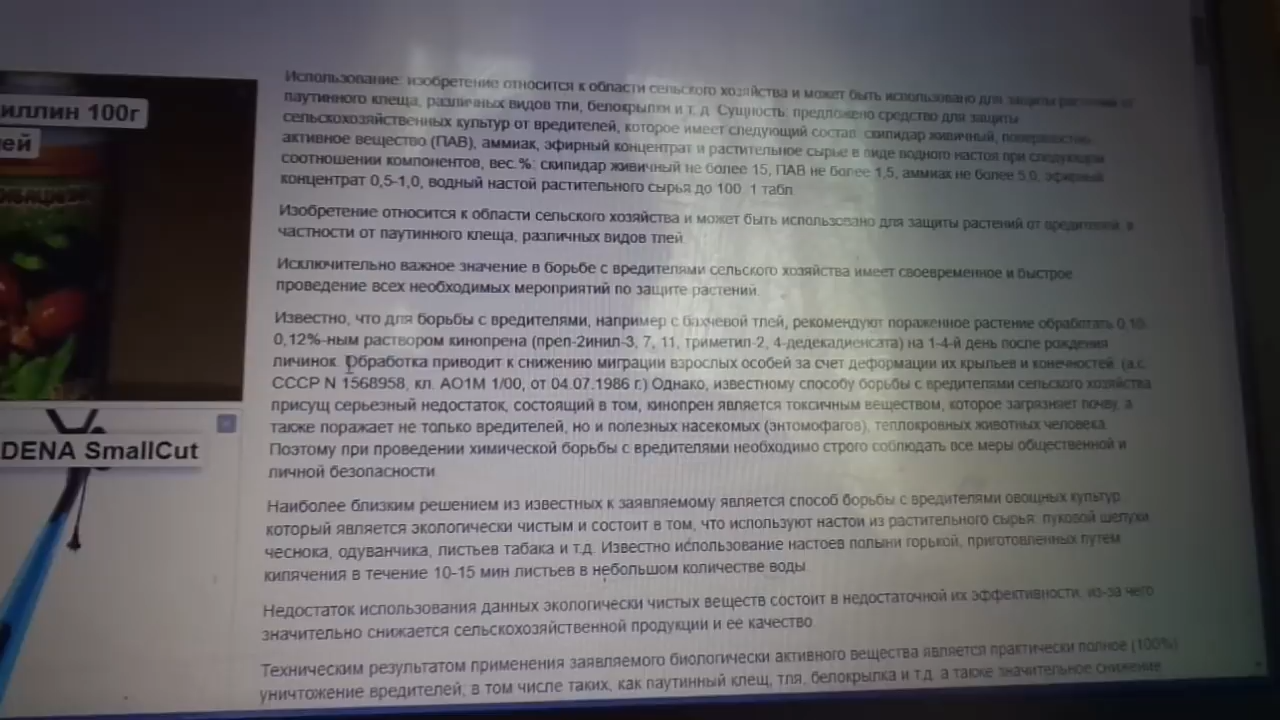 иллин 100г
ей
DENA SmallCut
Использование: изобретение относится к области сельского хозяйства и может быть использовано для защиты растений от
паутинного клеща, различных видов тли, белокрылки и т. д. Сущность: предложено средство для защиты
сельскохозяйственных культур от вредителей, которое имеет следующий состав: скипидар живичный, поверхностно-
активное вещество (ПАВ), аммиак, эфирный концентрат и растительное сырье в виде водного настоя при следующем
соотношении компонентов, вес.%: скипидар живичный не более 15, ПАВ не более 1,5, аммиак не более 5,0, эфирный
концентрат 0,5-1,0, водный настой растительного сырья до 100. 1 табл.
Изобретение относится к области сельского хозяйства и может быть использовано для защиты растений от вредителей, в
частности от паутинного клеща, различных видов тлей.
Исключительно важное значение в борьбе с вредителями сельского хозяйства имеет своевременное и быстрое
проведение всех необходимых мероприятий по защите растений.
Известно, что для борьбы с вредителями, например с бахчевой тлей, рекомендуют пораженное растение обработать 0,10-
0,12%-ным раствором кинопрена (преп-2инил-3, 7, 11, триметил-2, 4-дедекадиенсата) на 1-4-й день после рождения
личинок. Обработка приводит к снижению миграции взрослых особей за счет деформации их крыльев и конечностей. (а.с.
СССР N 1568958, кл. АО1М 1/00, от 04.07.1986 г.) Однако, известному способу борьбы с вредителями сельского хозяйства
присущ серьезный недостаток, состоящий в том, кинопрен является токсичным веществом, которое загрязняет почву, а
также поражает не только вредителей, но и полезных насекомых (энтомофагов), теплокровных животных человека.
Поэтому при проведении химической борьбы с вредителями необходимо строго соблюдать все меры общественной и
личной безопасности.
Наиболее близким решением из известных к заявляемому является способ борьбы с вредителями овощных культур,
который является экологически чистым и состоит в том, что используют настои из растительного сырья: луковой шелухи,
чеснока, одуванчика, листьев табака и т.д. Известно использование настоев полыни горькой, приготовленных путем
кипячения в течение 10-15 мин листьев в небольшом количестве воды.
Недостаток использования данных экологически чистых веществ состоит в недостаточной их эффективности, из-за чего
значительно снижается сельскохозяйственной продукции и ее качество.
Техническим результатом применения заявляемого биологически активного вещества является практически полное (100%)
уничтожение вредителей, в том числе таких, как паутинный клещ, тля, белокрылка и т.д. а также значительное снижение